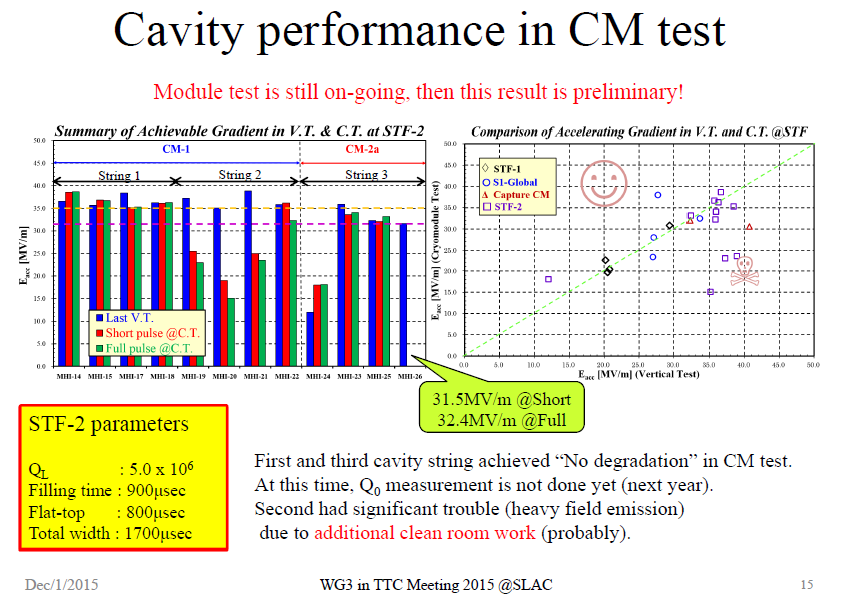 Cavity performance in CM test
Module test is still on-going, then this result is preliminary!
Summary of Achievable Gradient in V.T. & C.T. at STF-2
CM-1
CM-2a
String 1
String 2
String 3
50.0
45.0
40.0
35.0
30.0
25.0
20.0
15.0
10.0
5.0
0.0
Eacc [MV/m]
Last V.T.
Short pulse @C.T.
Full pulse @C.T.
MHI-14 MHI-15 MHI-17 MHI-18 MHI-19 MHI-20 MHI-21 MHI-22 MHI-24 MHI-23 MHI-25 MHI-26
Comparison of Accelerating Gradient in V.T. and C.T. @STF
50.0
45.0
40.0
35.0
30.0
25.0
20.0
15.0
10.0
5.0
0.0
Eacc [MV/m] (Cryomodule Test)
STF-1
S1-Global
Capture CM
STF-2
0.0 5.0 10.0 15.0 20.0 25.0 30.0 35.0 40.0 45.0 50.0
Eacc [MV/m] (Vertical Test)
31.5MV/m @Short
32.4MV/m @Full
STF-2 parameters
QL : 5.0 x 10⁶
Filling time : 900μsec
Flat-top : 800μsec
Total width : 1700μsec
First and third cavity string achieved “No degradation” in CM test.
At this time, Q0 measurement is not done yet (next year).
Second had significant trouble (heavy field emission)
due to additional clean room work (probably).
Dec/1/2015
WG3 in TTC Meeting 2015 @SLAC
15